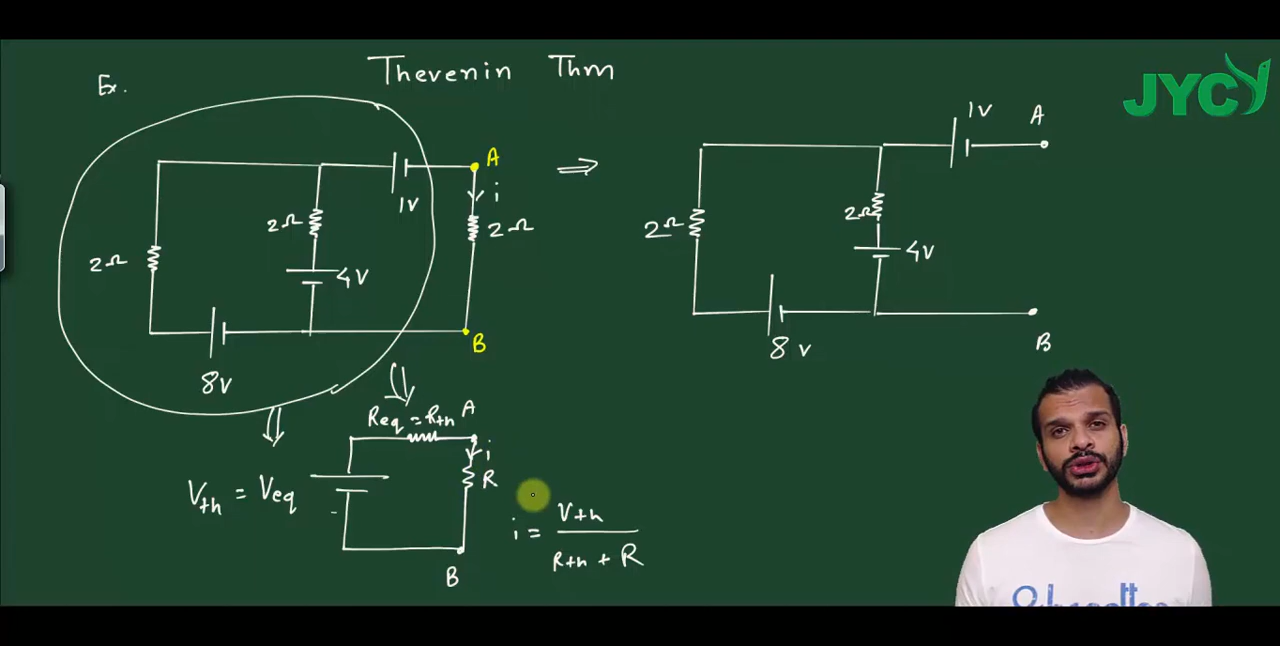 Ex.
Thevenin Thm
JYC
A
i
2Ω
2Ω
1V
2Ω
4V
8V
B
⇒
1V
A
2Ω
2Ω
4V
8V
B
Req = Rth
A
i
R
Vth = Veq
B
i = Vth / (Rth + R)